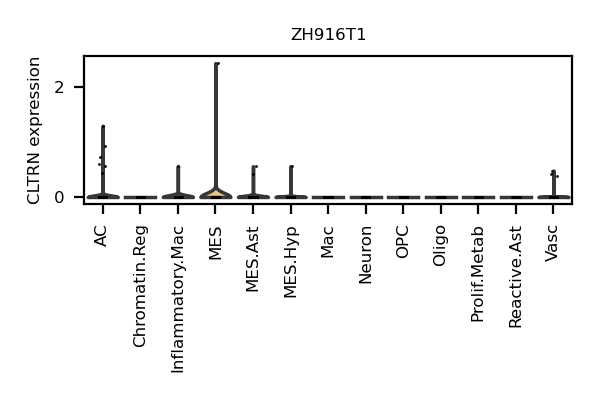 ZH916T1
CLTRN expression
2
0
AC
Chromatin.Reg
Inflammatory.Mac
MES
MES.Ast
MES.Hyp
Mac
Neuron
OPC
Oligo
Prolif.Metab
Reactive.Ast
Vasc